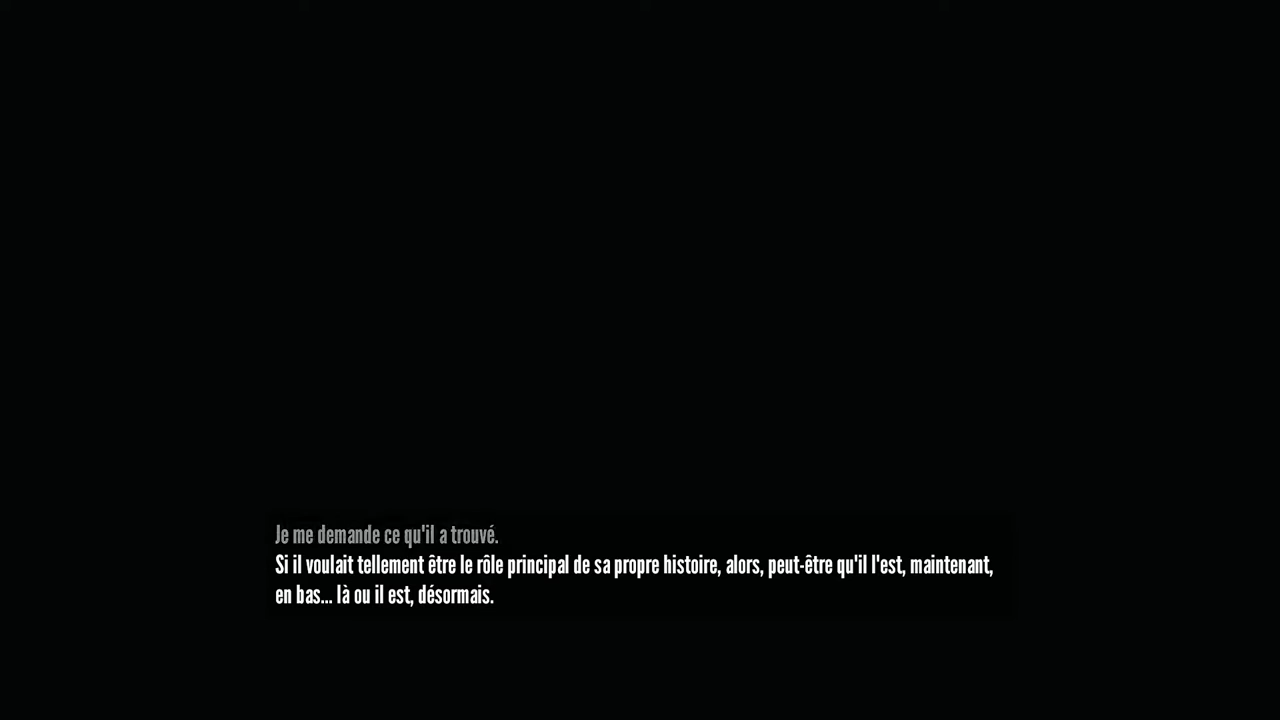 Je me demande ce qu'il a trouvé.
Si il voulait tellement être le rôle principal de sa propre histoire, alors, peut-être qu'il l'est, maintenant,
en bas... là ou il est, désormais.